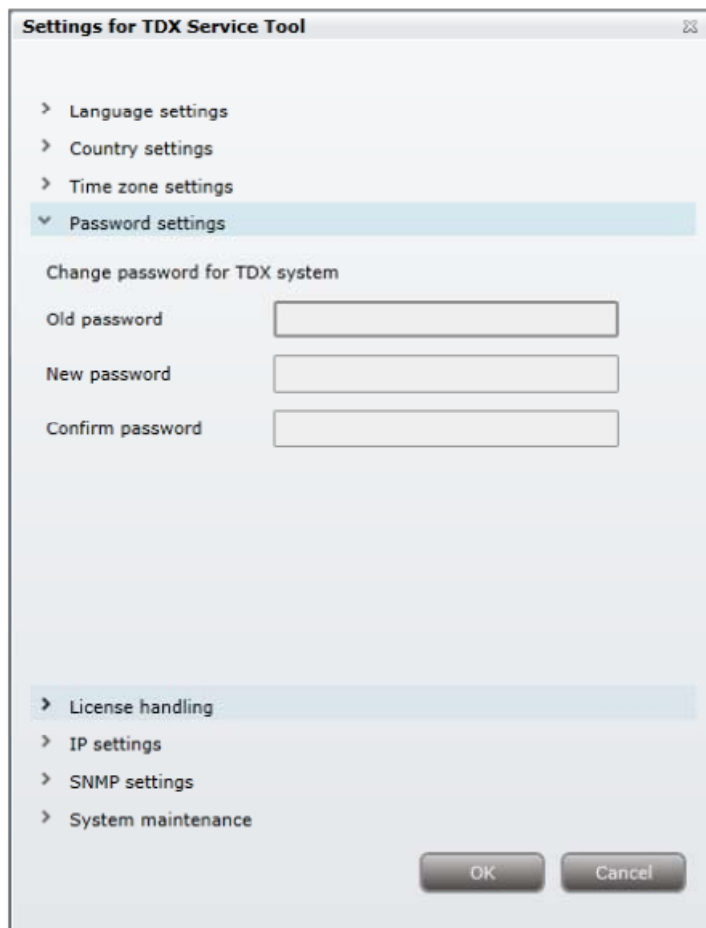 Settings for TDX Service Tool
Language settings
Country settings
Time zone settings
Password settings
Change password for TDX system
Old password
New password
Confirm password
License handling
IP settings
SNMP settings
System maintenance
OK Cancel